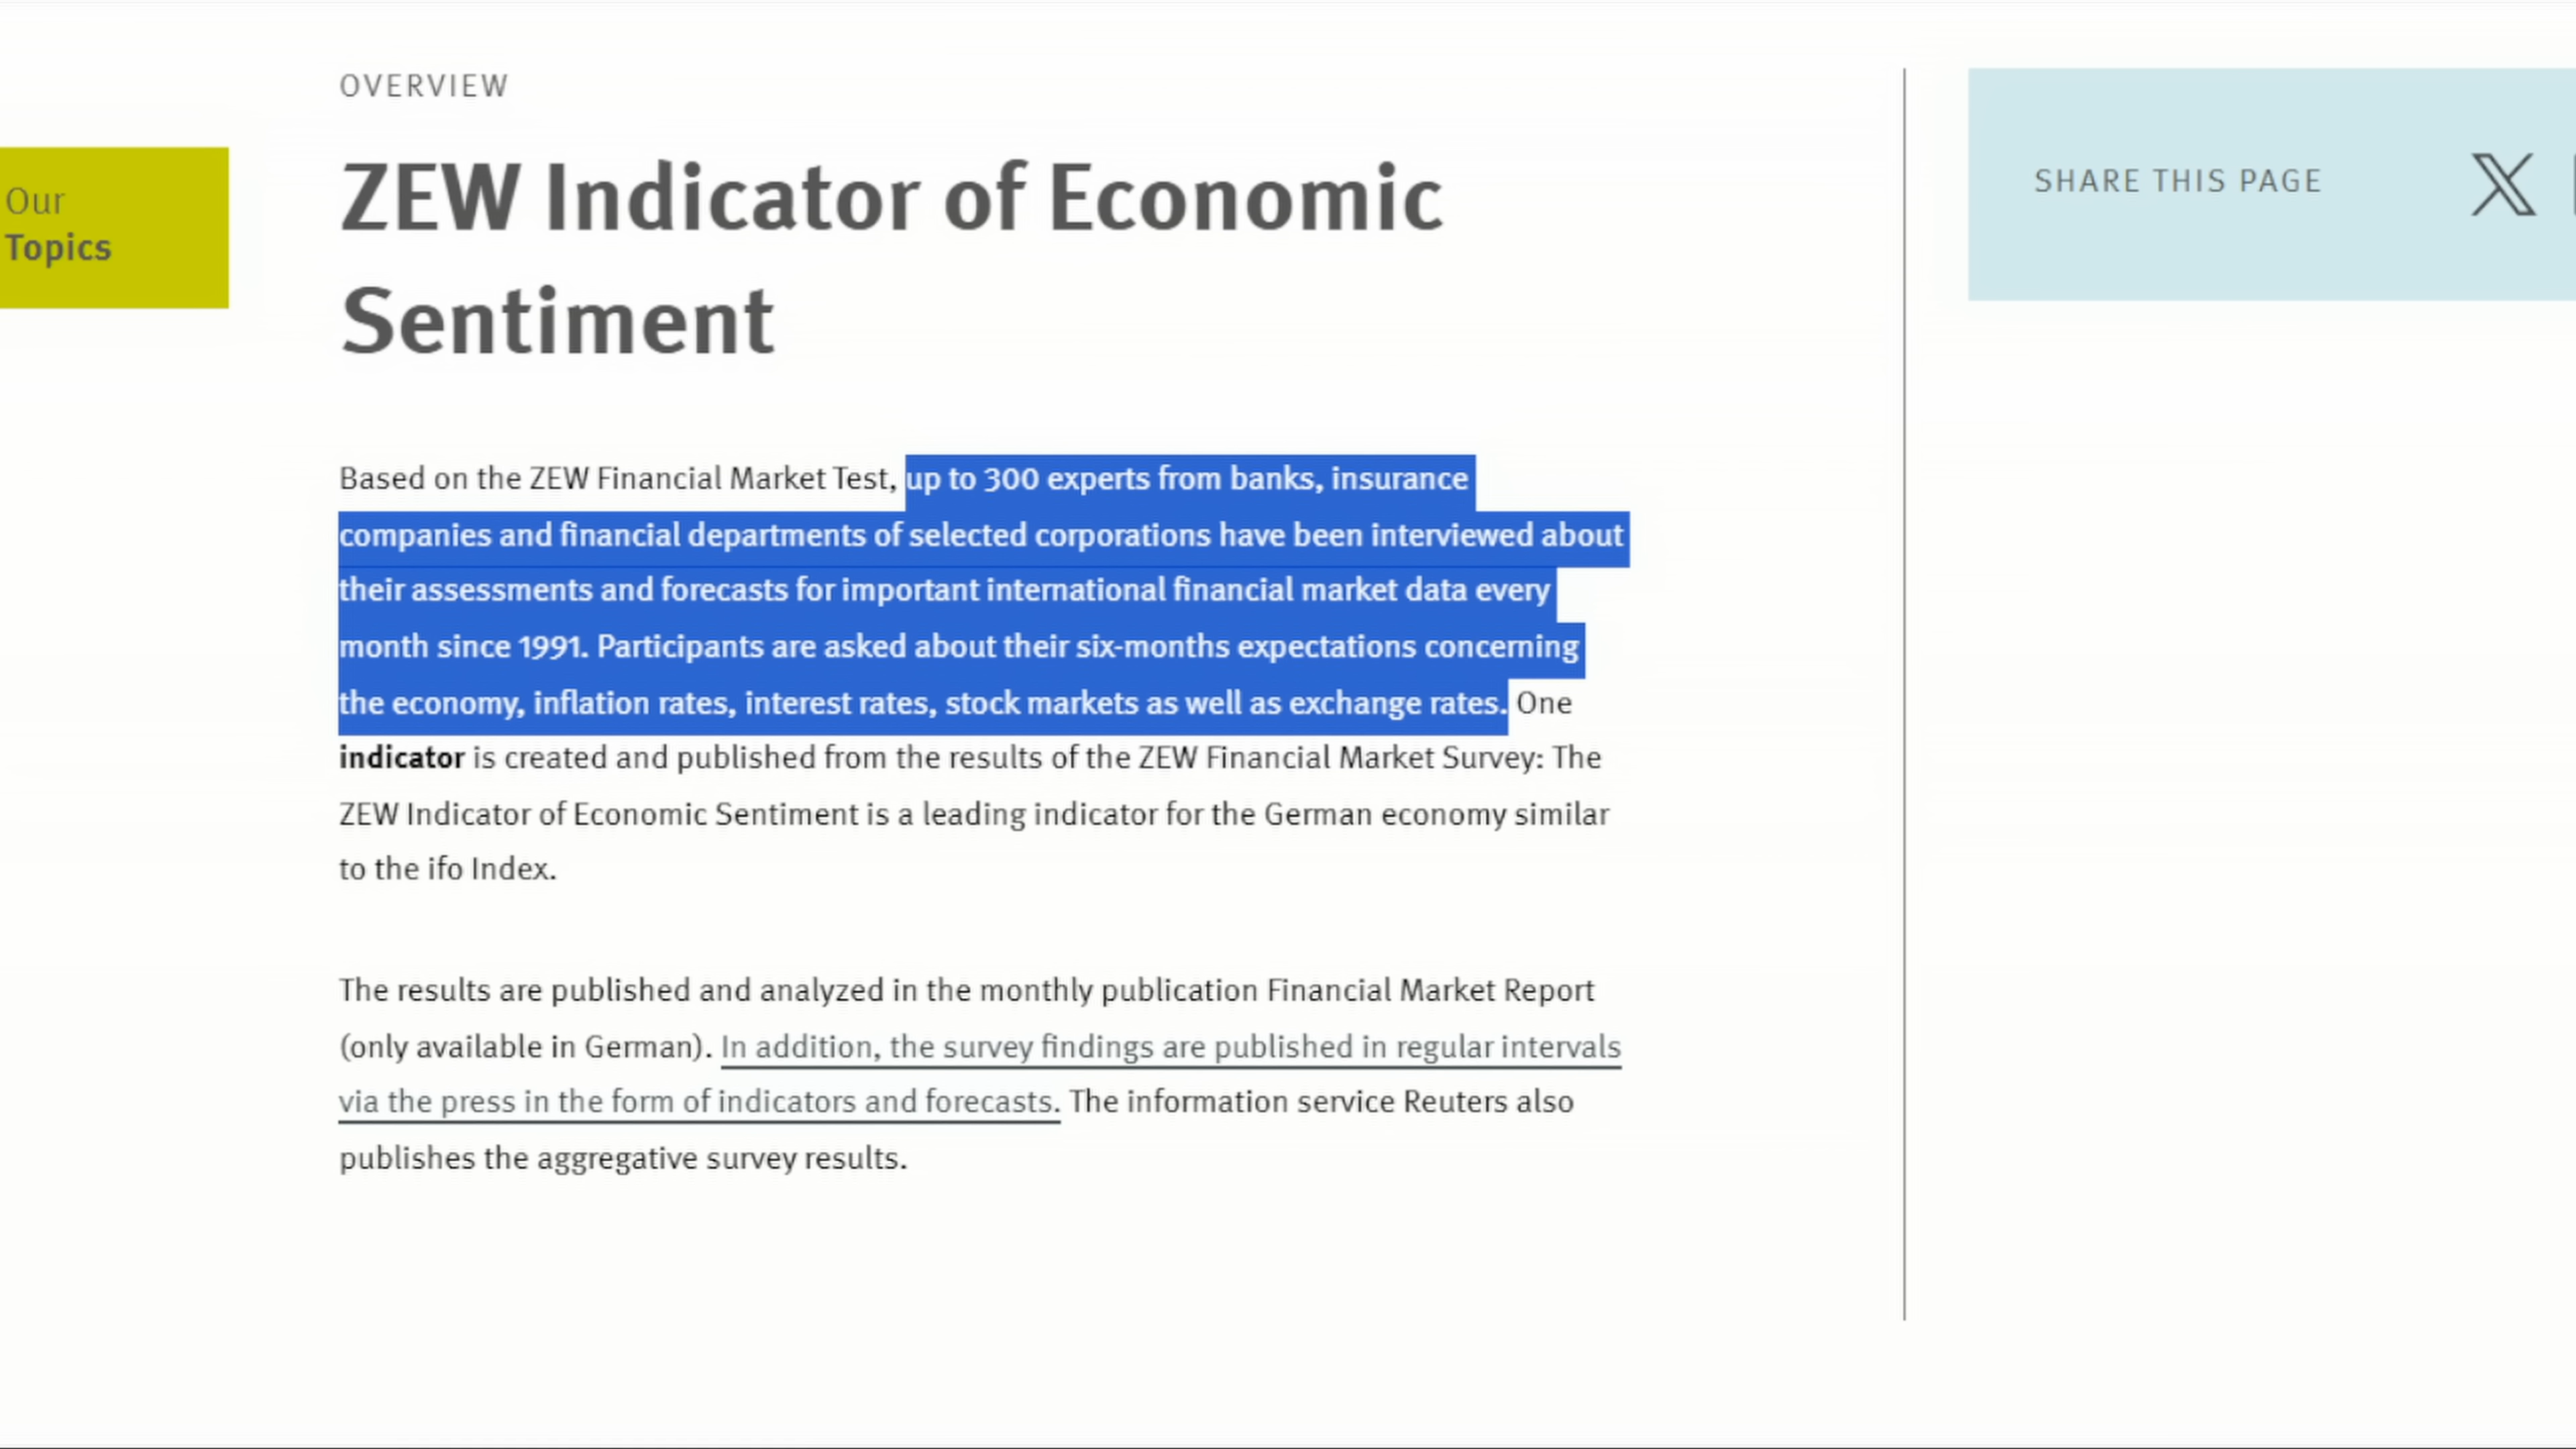 OVERVIEW
Our
Topics
ZEW Indicator of Economic
Sentiment
SHARE THIS PAGE
Based on the ZEW Financial Market Test, up to 300 experts from banks, insurance
companies and financial departments of selected corporations have been interviewed about
their assessments and forecasts for important international financial market data every
month since 1991. Participants are asked about their six-months expectations concerning
the economy, inflation rates, interest rates, stock markets as well as exchange rates. One
indicator is created and published from the results of the ZEW Financial Market Survey: The
ZEW Indicator of Economic Sentiment is a leading indicator for the German economy similar
to the ifo Index.
The results are published and analyzed in the monthly publication Financial Market Report
(only available in German). In addition, the survey findings are published in regular intervals
via the press in the form of indicators and forecasts. The information service Reuters also
publishes the aggregative survey results.